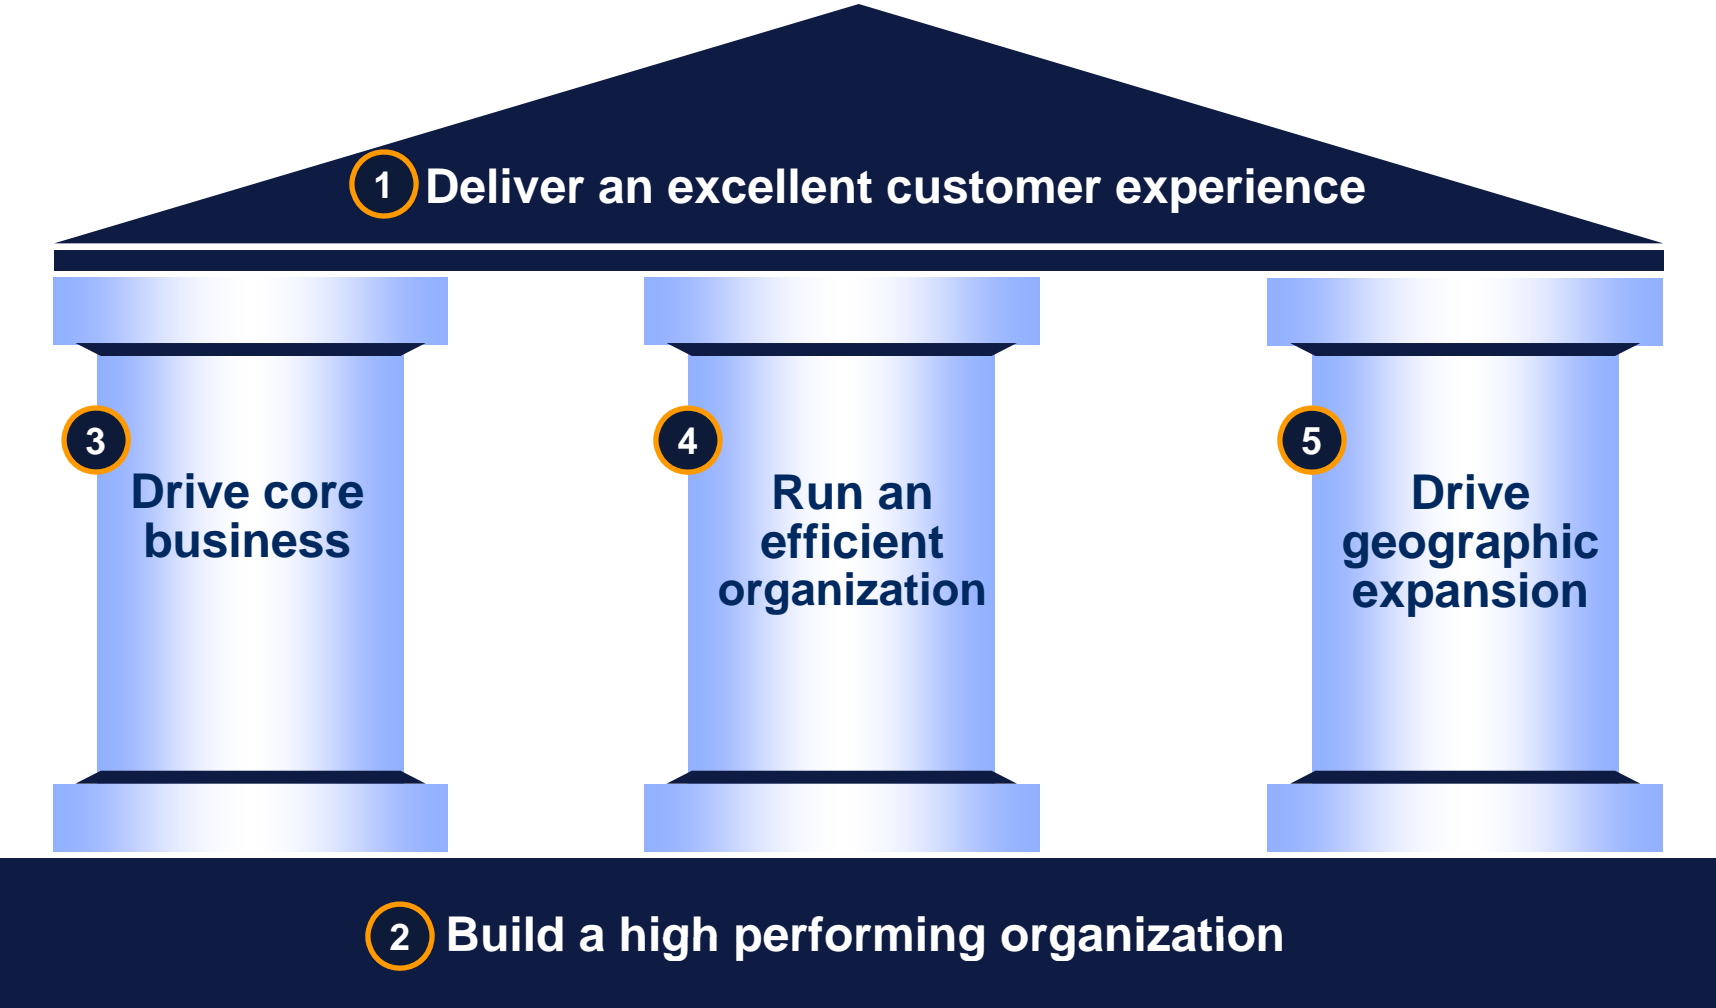 1 Deliver an excellent customer experience
3
Drive core
business
4
Run an
efficient
organization
5
Drive
geographic
expansion
2 Build a high performing organization